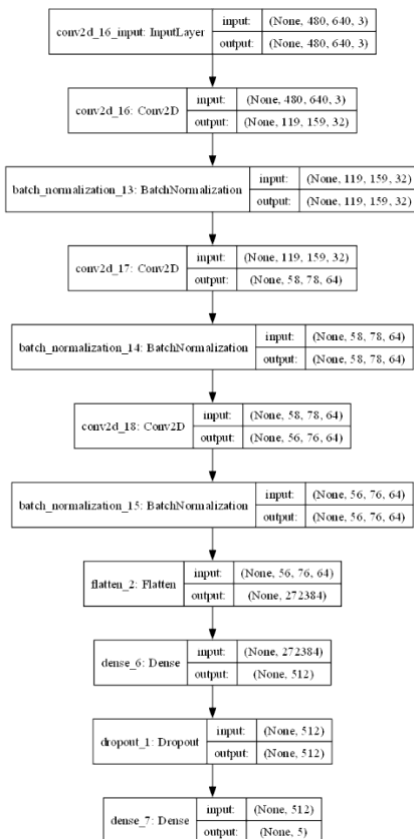 conv2d_16_input: InputLayer
input: (None, 480, 640, 3)
output: (None, 480, 640, 3)
conv2d_16: Conv2D
input: (None, 480, 640, 3)
output: (None, 119, 159, 32)
batch_normalization_13: BatchNormalization
input: (None, 119, 159, 32)
output: (None, 119, 159, 32)
conv2d_17: Conv2D
input: (None, 119, 159, 32)
output: (None, 58, 78, 64)
batch_normalization_14: BatchNormalization
input: (None, 58, 78, 64)
output: (None, 58, 78, 64)
conv2d_18: Conv2D
input: (None, 58, 78, 64)
output: (None, 56, 76, 64)
batch_normalization_15: BatchNormalization
input: (None, 56, 76, 64)
output: (None, 56, 76, 64)
flatten_2: Flatten
input: (None, 56, 76, 64)
output: (None, 272384)
dense_6: Dense
input: (None, 272384)
output: (None, 512)
dropout_1: Dropout
input: (None, 512)
output: (None, 512)
dense_7: Dense
input: (None, 512)
output: (None, 5)